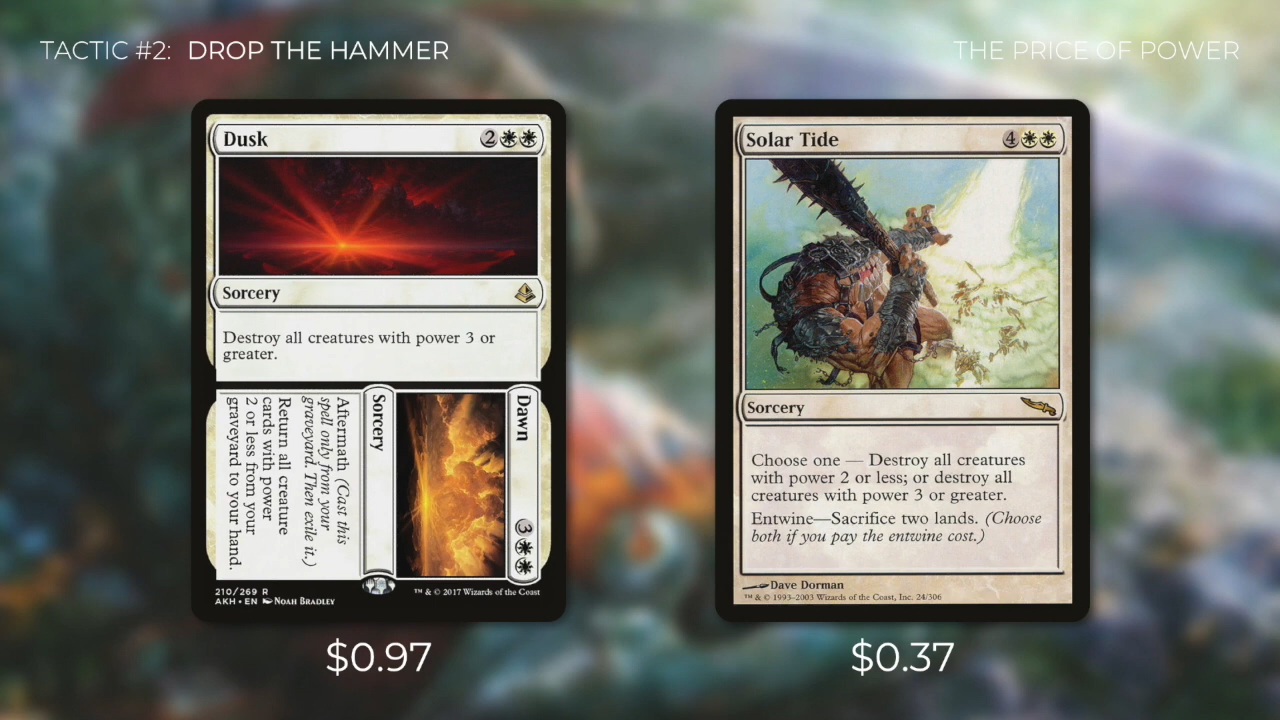 TACTIC #2: DROP THE HAMMER
THE PRICE OF POWER
Dusk 2
Sorcery
Destroy all creatures with power 3 or
greater.
Dawn 3
Sorcery
Aftermath (Cast this
spell only from your
graveyard. Then exile it.)
Return all creature
cards with power
2 or less from your
graveyard to your hand.
210/269 R
AKH • EN NOAH BRADLEY
™ & © 2017 Wizards of the Coast
$0.97
Solar Tide 4
Sorcery
Choose one — Destroy all creatures
with power 2 or less; or destroy all
creatures with power 3 or greater.
Entwine—Sacrifice two lands. (Choose
both if you pay the entwine cost.)
Dave Dorman
™ & © 1993–2003 Wizards of the Coast, Inc. 24/306
$0.37